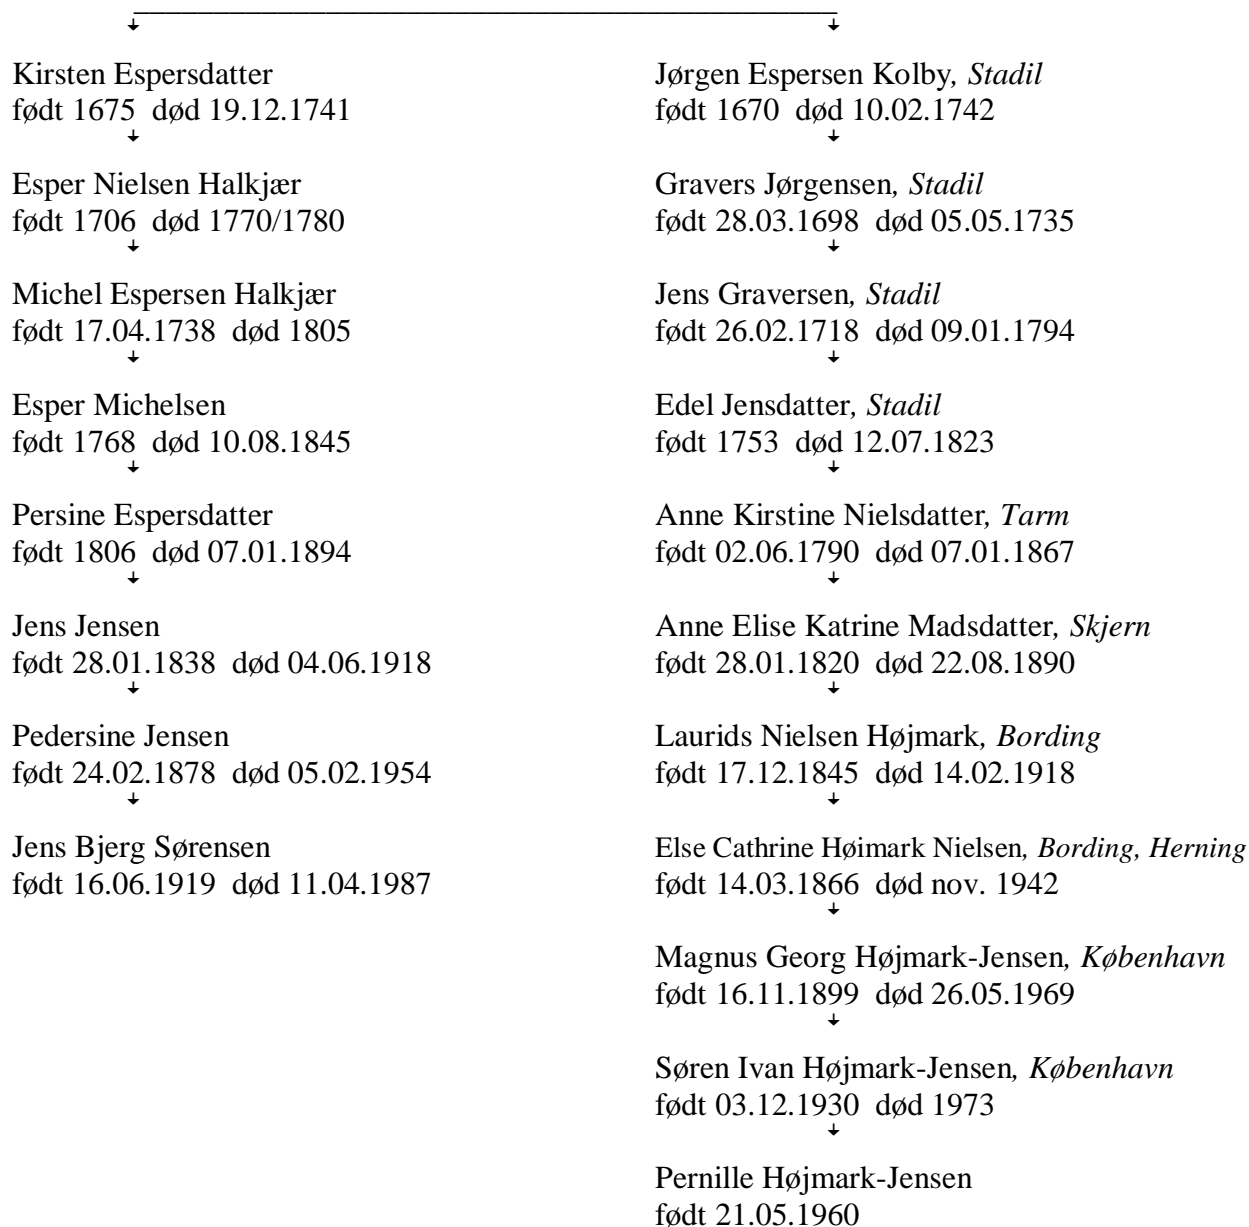 Kirsten Espersdatter
født 1675 død 19.12.1741
Esper Nielsen Halkjær
født 1706 død 1770/1780
Michel Espersen Halkjær
født 17.04.1738 død 1805
Esper Michelsen
født 1768 død 10.08.1845
Persine Espersdatter
født 1806 død 07.01.1894
Jens Jensen
født 28.01.1838 død 04.06.1918
Pedersine Jensen
født 24.02.1878 død 05.02.1954
Jens Bjerg Sørensen
født 16.06.1919 død 11.04.1987
Jørgen Espersen Kolby, Stadil
født 1670 død 10.02.1742
Gravers Jørgensen, Stadil
født 28.03.1698 død 05.05.1735
Jens Graversen, Stadil
født 26.02.1718 død 09.01.1794
Edel Jensdatter, Stadil
født 1753 død 12.07.1823
Anne Kirstine Nielsdatter, Tarm
født 02.06.1790 død 07.01.1867
Anne Elise Katrine Madsdatter, Skjern
født 28.01.1820 død 22.08.1890
Laurids Nielsen Højmark, Bording
født 17.12.1845 død 14.02.1918
Else Cathrine Høimark Nielsen, Bording, Herning
født 14.03.1866 død nov. 1942
Magnus Georg Højmark-Jensen, København
født 16.11.1899 død 26.05.1969
Søren Ivan Højmark-Jensen, København
født 03.12.1930 død 1973
Pernille Højmark-Jensen
født 21.05.1960